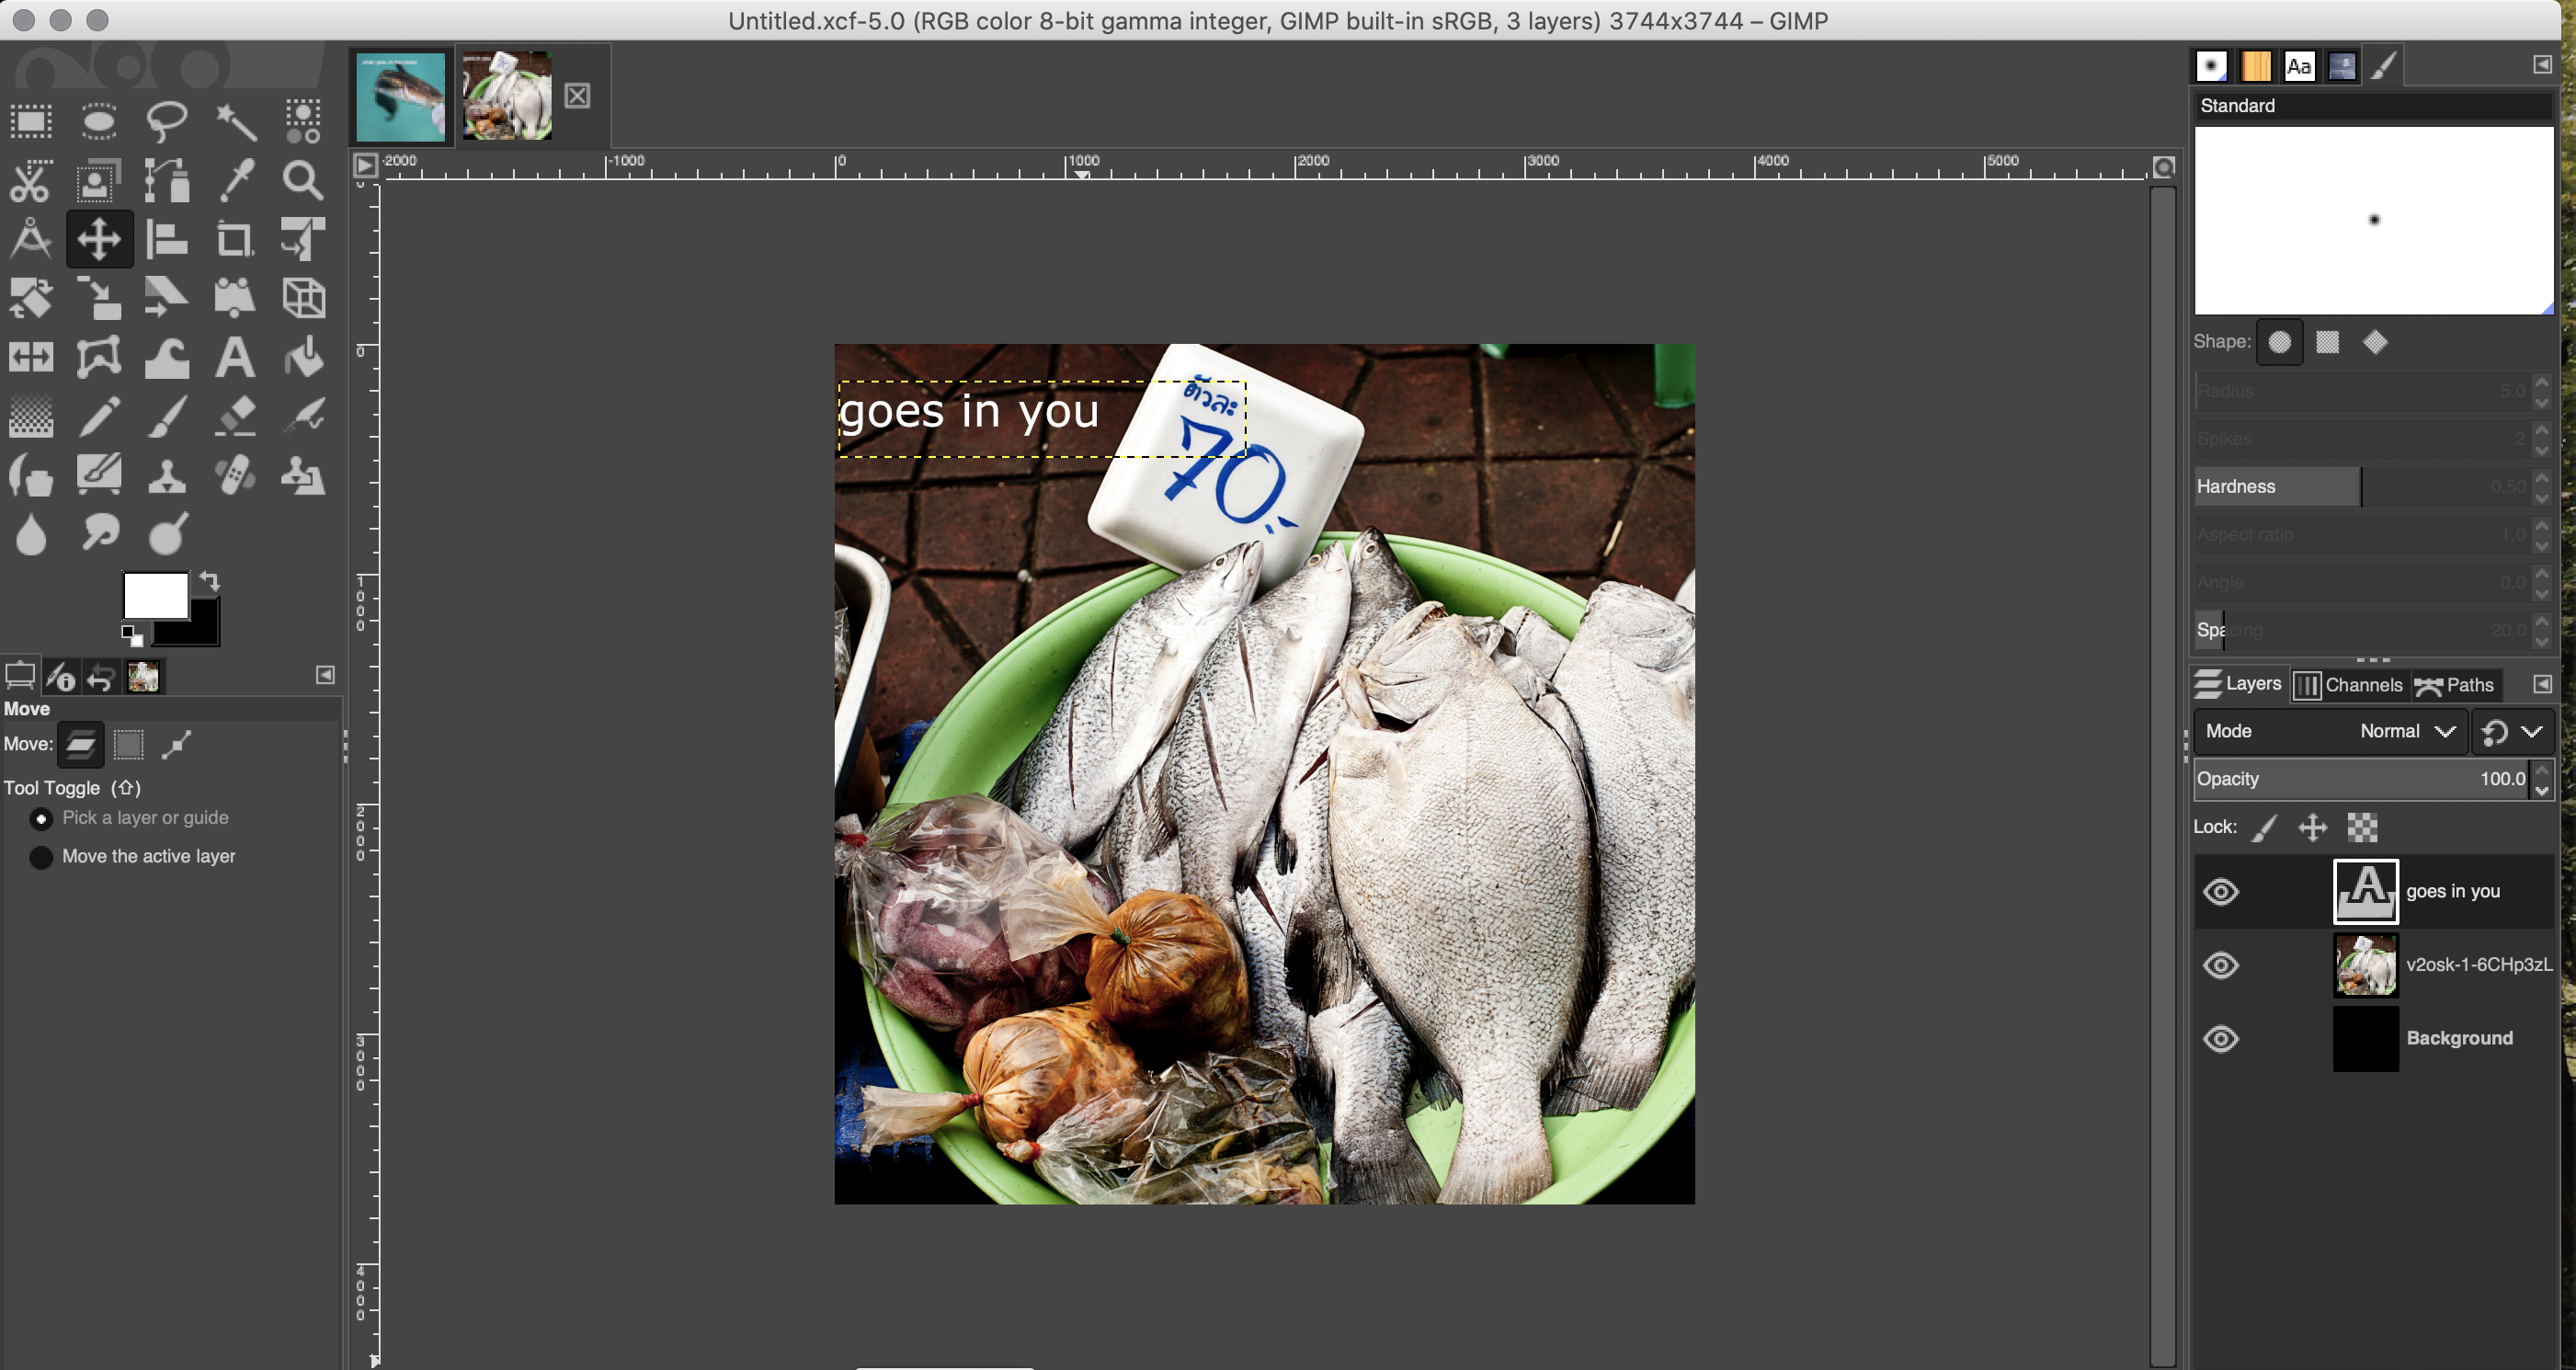 Untitled.xcf-5.0 (RGB color 8-bit gamma integer, GIMP built-in sRGB, 3 layers) 3744x3744 – GIMP
-2000 -1000 0 1000 2000 3000 4000 5000
Aa
Standard
Shape:
Radius 5.0
Spikes 2
Hardness 0.50
Aspect ratio 1.0
Angle 0.0
Spacing 20.0
Layers Channels Paths
Mode Normal
Opacity 100.0
Lock:
goes in you
v2osk-1-6CHp3zL
Background
Move
Move:
Tool Toggle (⇧)
Pick a layer or guide
Move the active layer
0
1000
2000
3000
4000
goes in you
ตัวละ
70.-